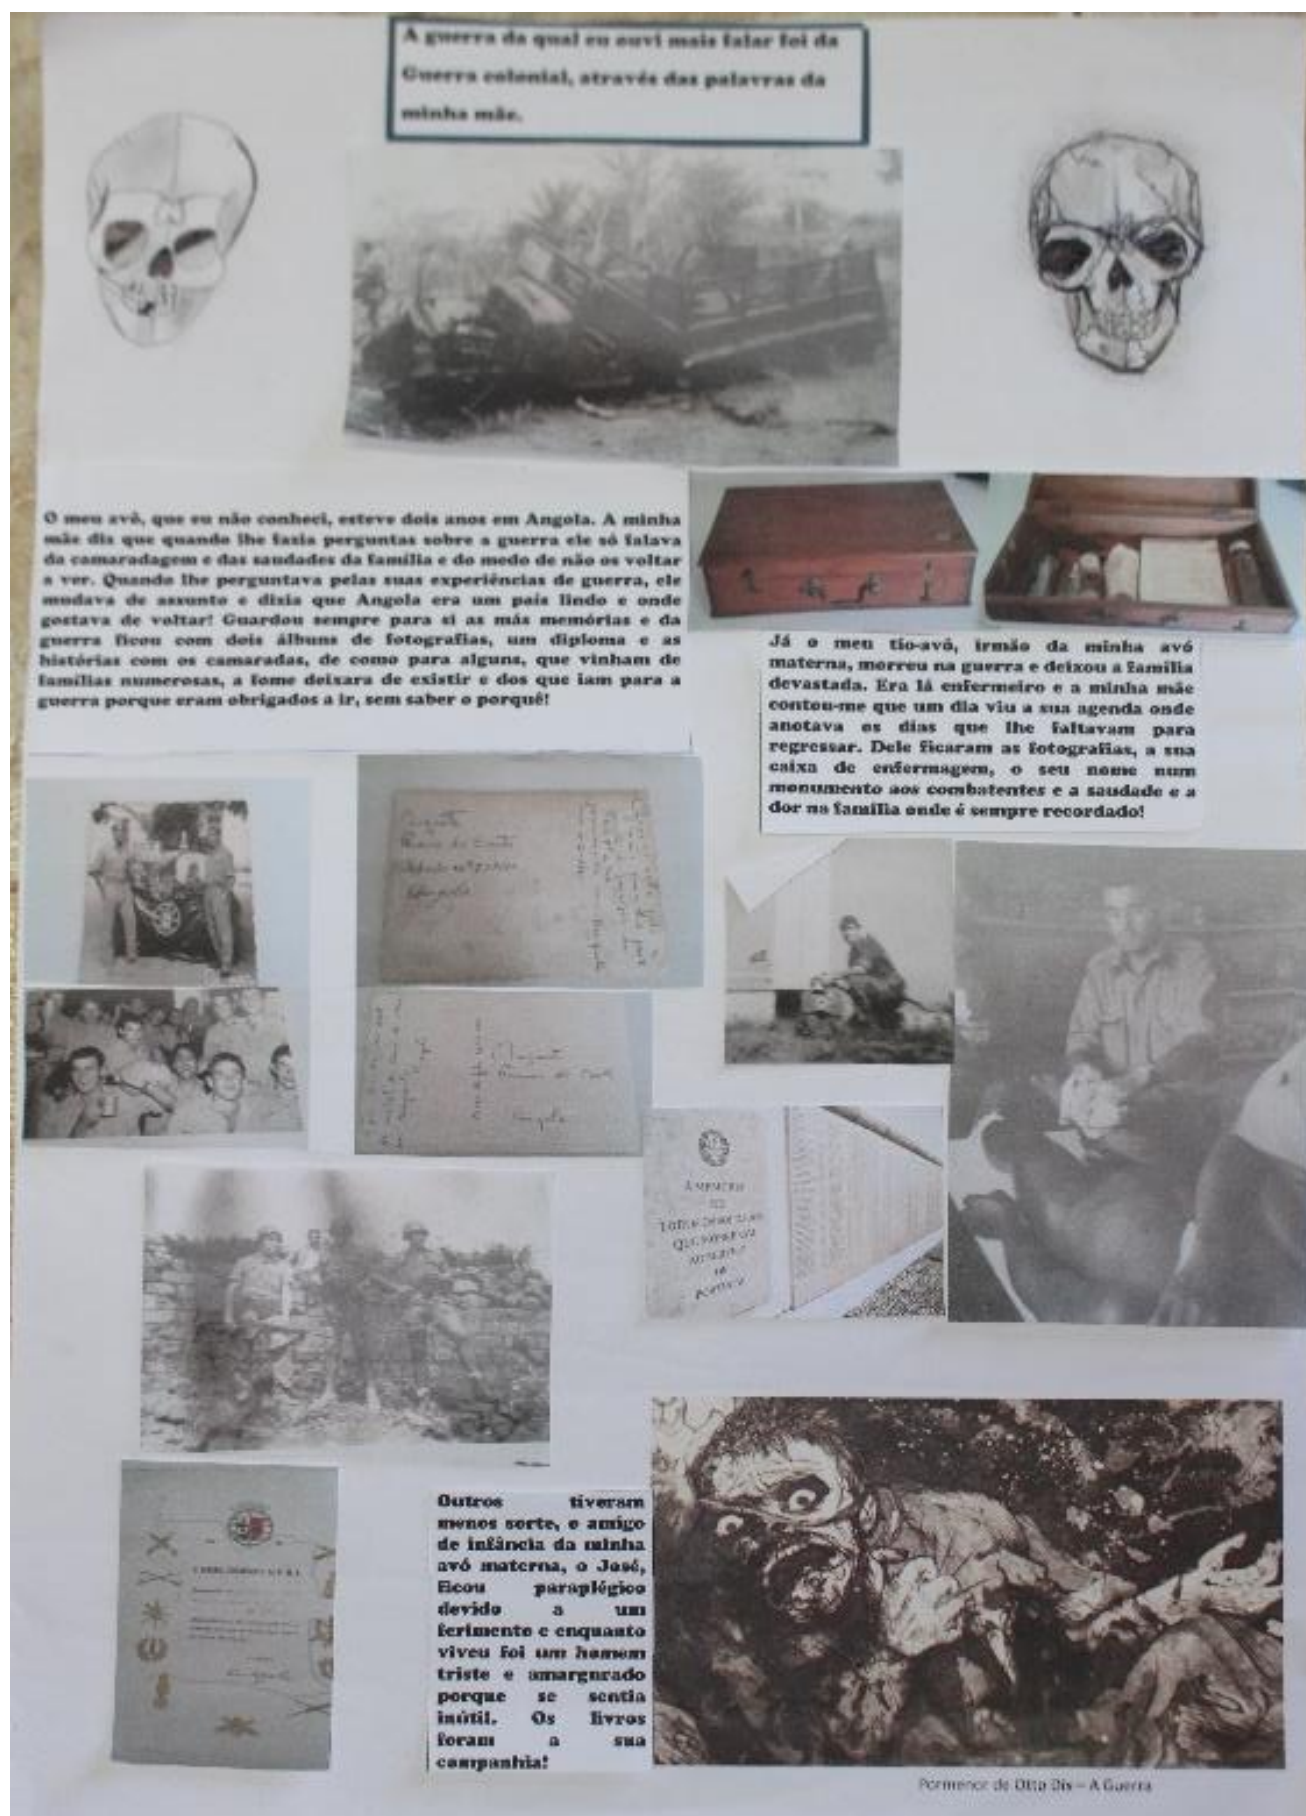 A guerra da qual eu ouvi mais falar foi da
Guerra colonial, através das palavras da
minha mãe.
O meu avô, que eu não conheci, esteve dois anos em Angola. A minha
mãe diz que quando lhe fazia perguntas sobre a guerra ele só falava
da camaradagem e das saudades da família e do medo de não os voltar
a ver. Quando lhe perguntava pelas suas experiências de guerra, ele
mudava de assunto e dizia que Angola era um país lindo e onde
gostava de voltar! Guardou sempre para si as más memórias e da
guerra ficou com dois álbuns de fotografias, um diploma e as
histórias com os camaradas, de como para alguns, que vinham de
famílias numerosas, a fome deixara de existir e dos que iam para a
guerra porque eram obrigados a ir, sem saber o porquê!
Já o meu tio-avô, irmão da minha avó
materna, morreu na guerra e deixou a família
devastada. Era lá enfermeiro e a minha mãe
contou-me que um dia viu a sua agenda onde
anotava os dias que lhe faltavam para
regressar. Dele ficaram as fotografias, a sua
caixa de enfermagem, o seu nome num
monumento aos combatentes e a saudade e a
dor na família onde é sempre recordado!
Angola
À MEMÓRIA
DE
TODOS OS
QUE
Outros tiveram
menos sorte, o amigo
de infância da minha
avó materna, o José,
ficou paraplégico
devido a um
ferimento e enquanto
viveu foi um homem
triste e amargurado
porque se sentia
inútil. Os livros
foram a sua
companhia!
Pormenor de Otto Dis – A Guerra